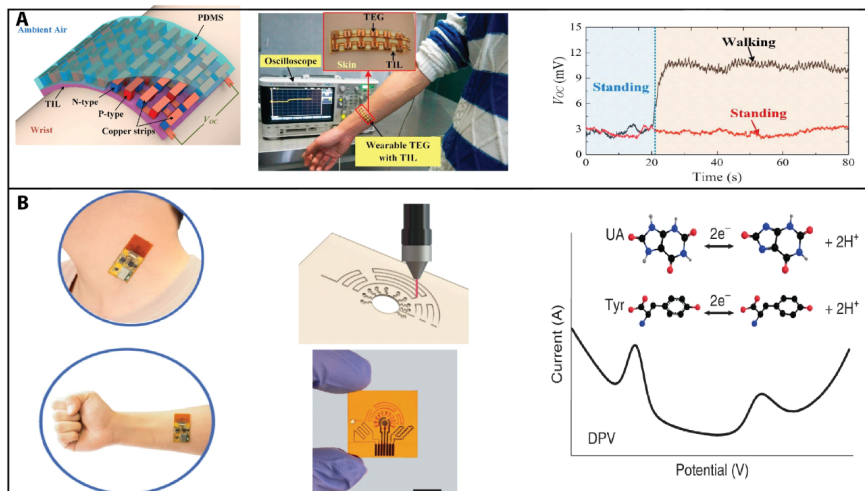 A
Ambient Air
PDMS
TIL
N-type
P-type
Copper strips
Wrist
Voc
TEG
TIL
Skin
Oscilloscope
Wearable TEG
with TIL
Voc (mV)
15
12
9
6
3
0
Walking
Standing
Standing
0 20 40 60 80
Time (s)
B
UA 2e⁻ + 2H⁺
Tyr 2e⁻ + 2H⁺
Current (A)
DPV
Potential (V)